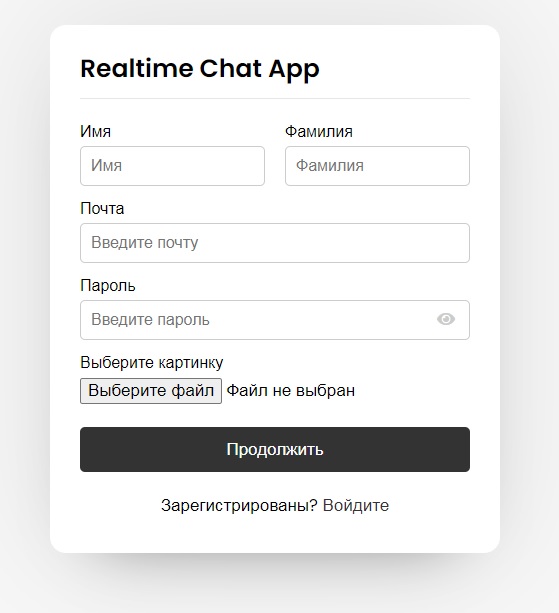 Realtime Chat App
Имя Фамилия
Имя Фамилия
Почта
Введите почту
Пароль
Введите пароль
Выберите картинку
Выберите файл Файл не выбран
Продолжить
Зарегистрированы? Войдите